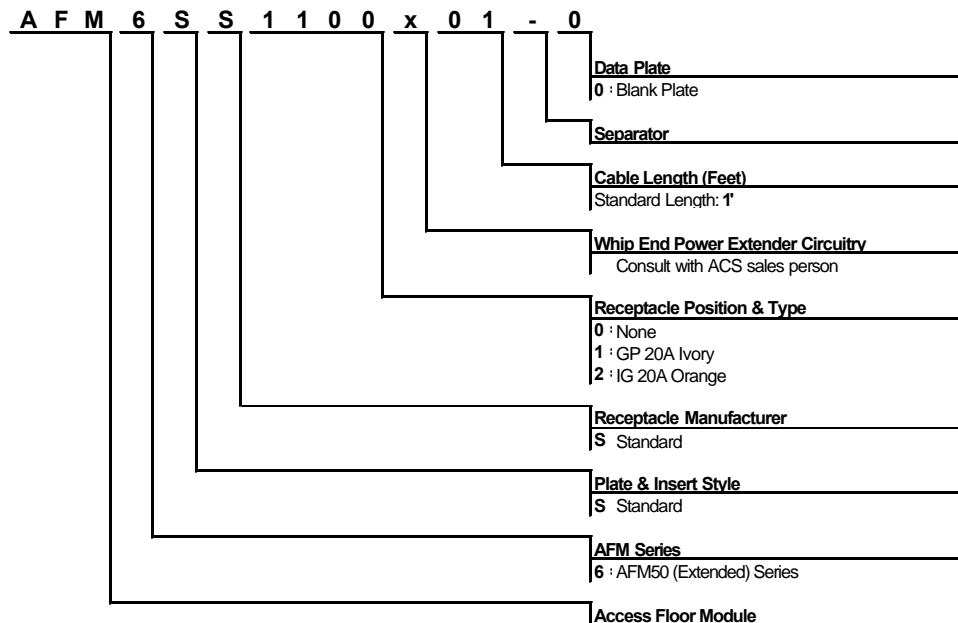 A F M 6 S S 1 1 0 0 x 0 1 - 0
Data Plate
0 : Blank Plate
Separator
Cable Length (Feet)
Standard Length: 1'
Whip End Power Extender Circuitry
Consult with ACS sales person
Receptacle Position & Type
0 : None
1 : GP 20A Ivory
2 : IG 20A Orange
Receptacle Manufacturer
S Standard
Plate & Insert Style
S Standard
AFM Series
6 : AFM50 (Extended) Series
Access Floor Module